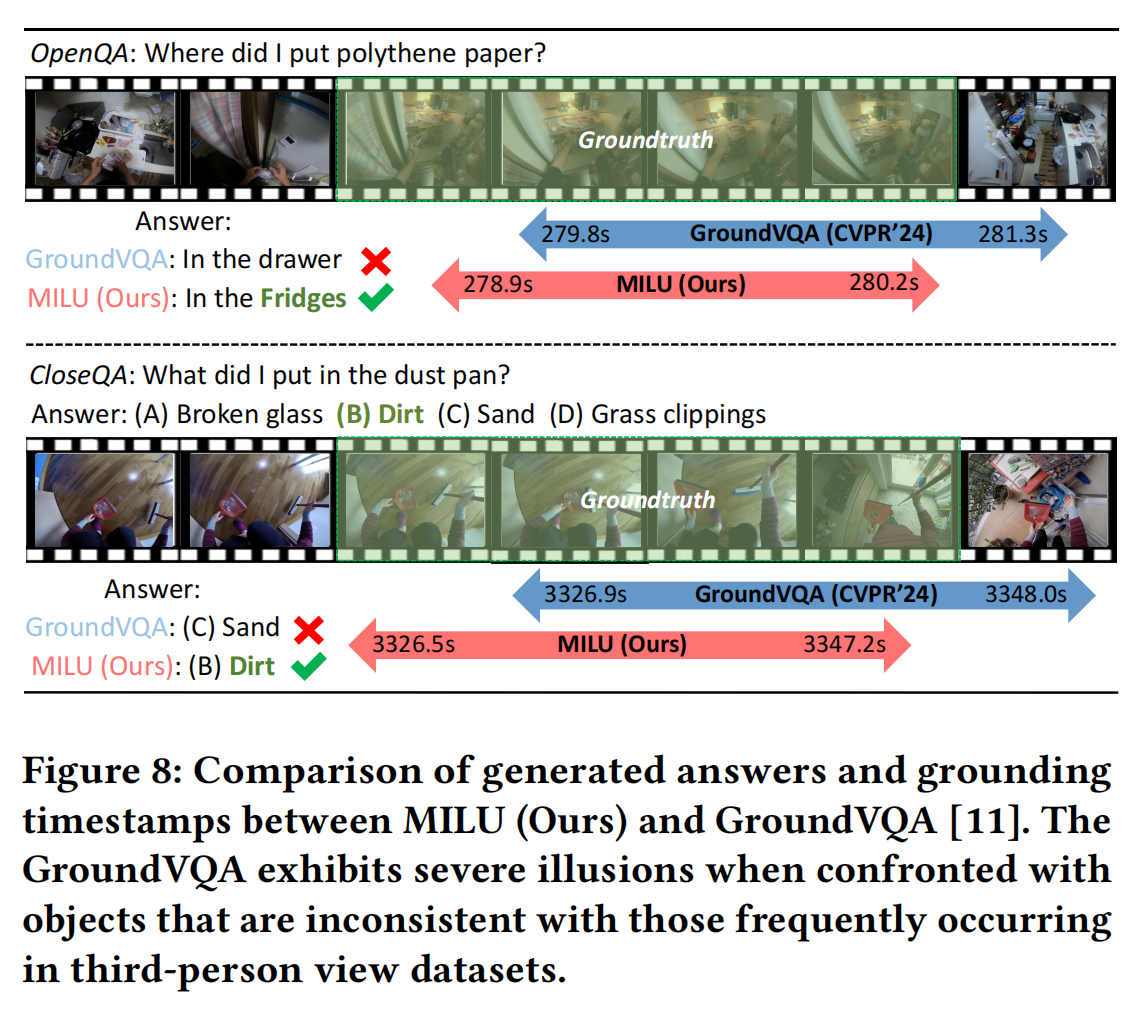 OpenQA: Where did I put polythene paper?
Groundtruth
Answer:
GroundVQA: In the drawer
MILU (Ours): In the Fridges
279.8s GroundVQA (CVPR'24) 281.3s
278.9s MILU (Ours) 280.2s
CloseQA: What did I put in the dust pan?
Answer: (A) Broken glass (B) Dirt (C) Sand (D) Grass clippings
Groundtruth
Answer:
GroundVQA: (C) Sand
MILU (Ours): (B) Dirt
3326.9s GroundVQA (CVPR'24) 3348.0s
3326.5s MILU (Ours) 3347.2s
Figure 8: Comparison of generated answers and grounding
timestamps between MILU (Ours) and GroundVQA [11]. The
GroundVQA exhibits severe illusions when confronted with
objects that are inconsistent with those frequently occurring
in third-person view datasets.